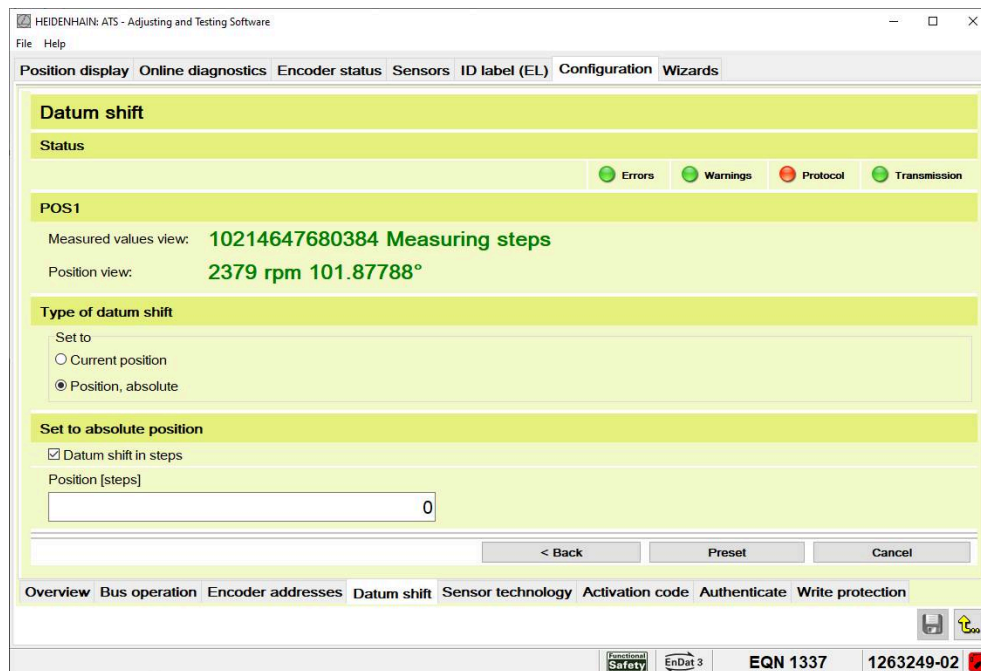 HEIDENHAIN: ATS - Adjusting and Testing Software
File Help
Position display Online diagnostics Encoder status Sensors ID label (EL) Configuration Wizards
Datum shift
Status
Errors Warnings Protocol Transmission
POS1
Measured values view: 10214647680384 Measuring steps
Position view: 2379 rpm 101.87788°
Type of datum shift
Set to
Current position
Position, absolute
Set to absolute position
Datum shift in steps
Position [steps]
0
< Back Preset Cancel
Overview Bus operation Encoder addresses Datum shift Sensor technology Activation code Authenticate Write protection
Functional Safety EnDat 3 EQN 1337 1263249-02